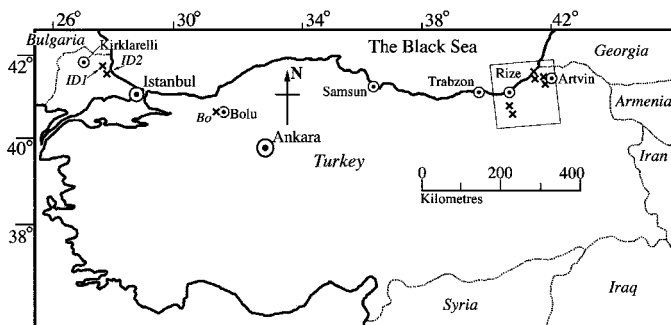 26 30 34 38 42
Bulgaria
Kirklarelli
The Black Sea
Georgia
42°
ID1 ID2
Istanbul
N
Samsun
Trabzon
Rize
Artvin
Armenia
Bo Bolu
Ankara
40°
Turkey
Iran
0 200 400
Kilometres
38°
Syria
Iraq